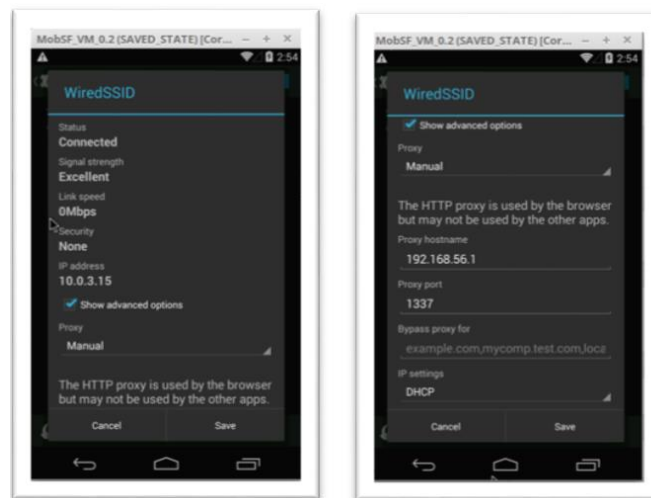 MobSF_VM_0.2 (SAVED_STATE) [Cor...
2:54
WiredSSID
Status
Connected
Signal strength
Excellent
Link speed
0Mbps
Security
None
IP address
10.0.3.15
Show advanced options
Proxy
Manual
The HTTP proxy is used by the browser
but may not be used by the other apps.
Cancel
Save
MobSF_VM_0.2 (SAVED_STATE) [Cor...
2:54
WiredSSID
Show advanced options
Proxy
Manual
The HTTP proxy is used by the browser
but may not be used by the other apps.
Proxy hostname
192.168.56.1
Proxy port
1337
Bypass proxy for
example.com,mycomp.test.com,loca
IP settings
DHCP
Cancel
Save